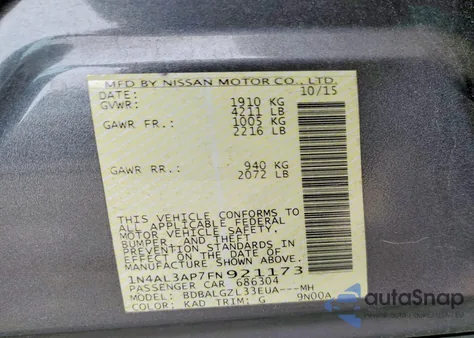 MFD BY NISSAN MOTOR CO., LTD.
DATE: 10/15
GVWR: 1910 KG
4211 LB
GAWR FR.: 1005 KG
2216 LB
GAWR RR.: 940 KG
2072 LB
THIS VEHICLE CONFORMS TO
ALL APPLICABLE FEDERAL
MOTOR VEHICLE SAFETY,
BUMPER, AND THEFT
PREVENTION STANDARDS IN
EFFECT ON THE DATE OF
MANUFACTURE SHOWN ABOVE.
1N4AL3AP7FN921173
PASSENGER CAR 686304
MODEL: BDBALGZL33EUA---MH
COLOR: KAD TRIM: G 9N00A
autoSnap